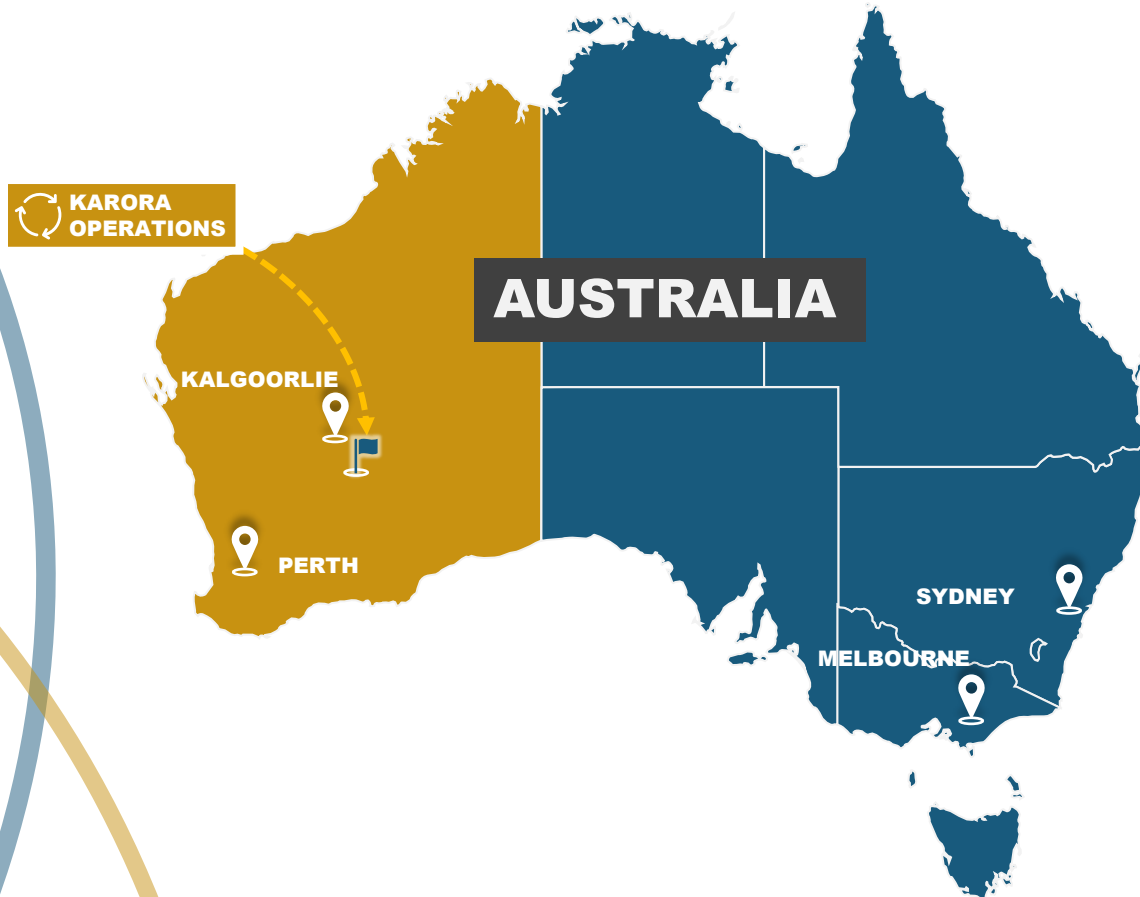 KARORA
OPERATIONS
AUSTRALIA
KALGOORLIE
PERTH
SYDNEY
MELBOURNE